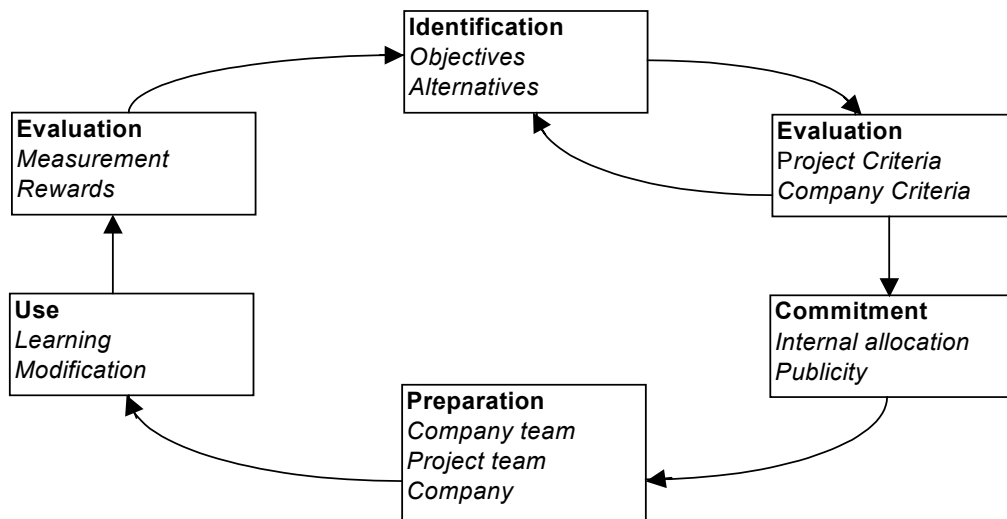 Identification
Objectives
Alternatives
Evaluation
Measurement
Rewards
Evaluation
Project Criteria
Company Criteria
Use
Learning
Modification
Commitment
Internal allocation
Publicity
Preparation
Company team
Project team
Company